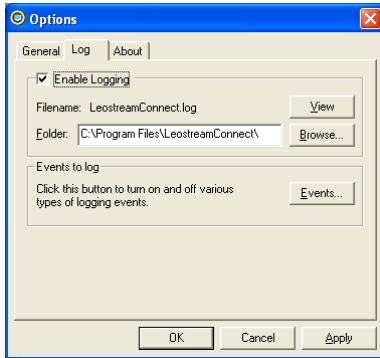 Options
General Log About
Enable Logging
Filename: LeostreamConnect.log View
Folder: C:\Program Files\LeostreamConnect\ Browse...
Events to log
Click this button to turn on and off various
types of logging events.
Events...
OK Cancel Apply